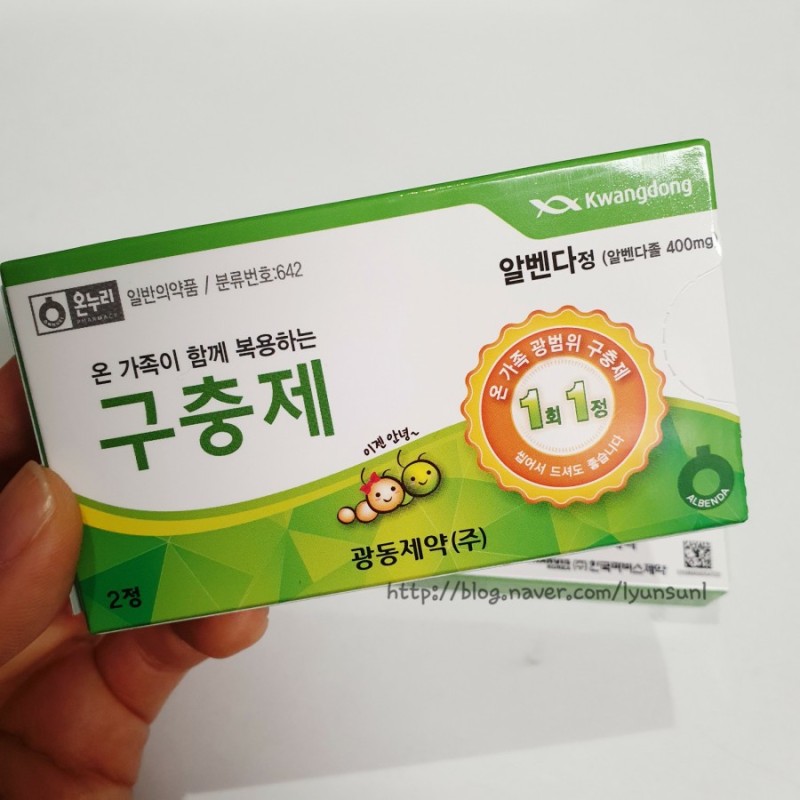 Kwangdong
온누리
PHARMACY
일반의약품 / 분류번호:642
알벤다정 (알벤다졸 400mg)
온 가족이 함께 복용하는
구충제
온 가족 광범위 구충제
1회 1정
씹어서 드셔도 좋습니다
이젠 안녕~
ALBENDA
광동제약(주)
2정
http://blog.naver.com/lyunsunl